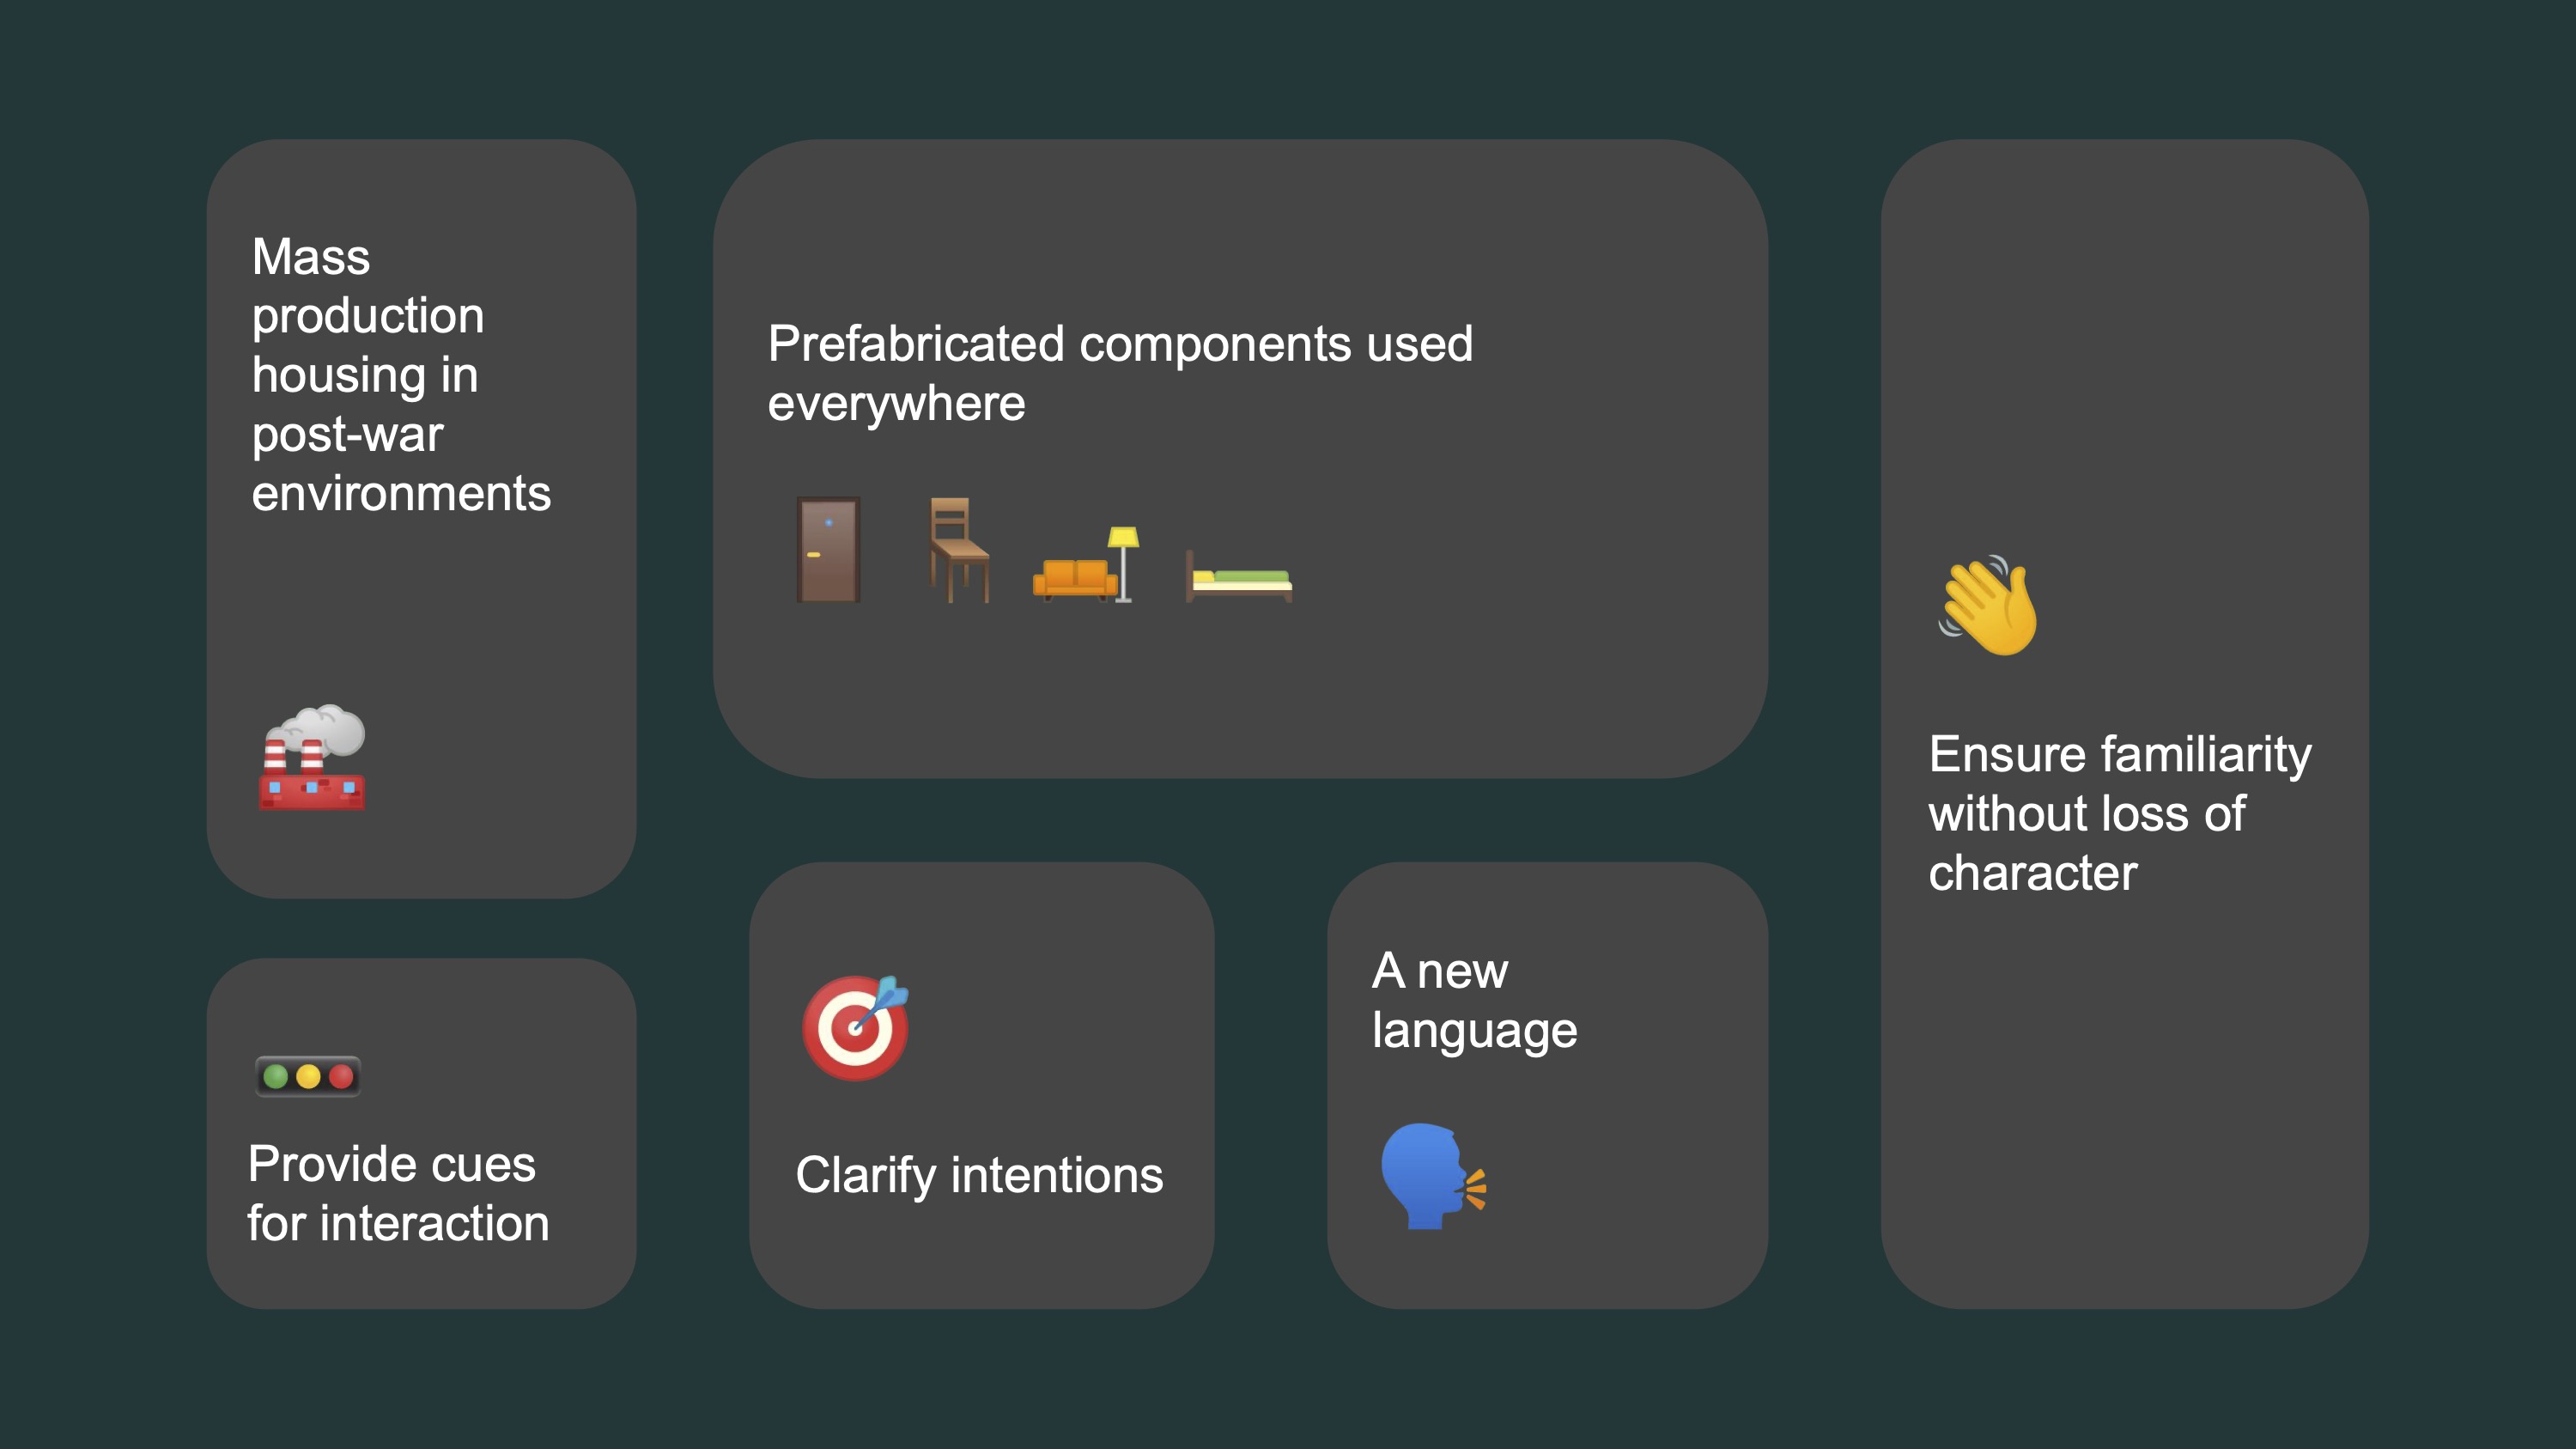 Mass
production
housing in
post-war
environments
Prefabricated components used
everywhere
Ensure familiarity
without loss of
character
Provide cues
for interaction
Clarify intentions
A new
language